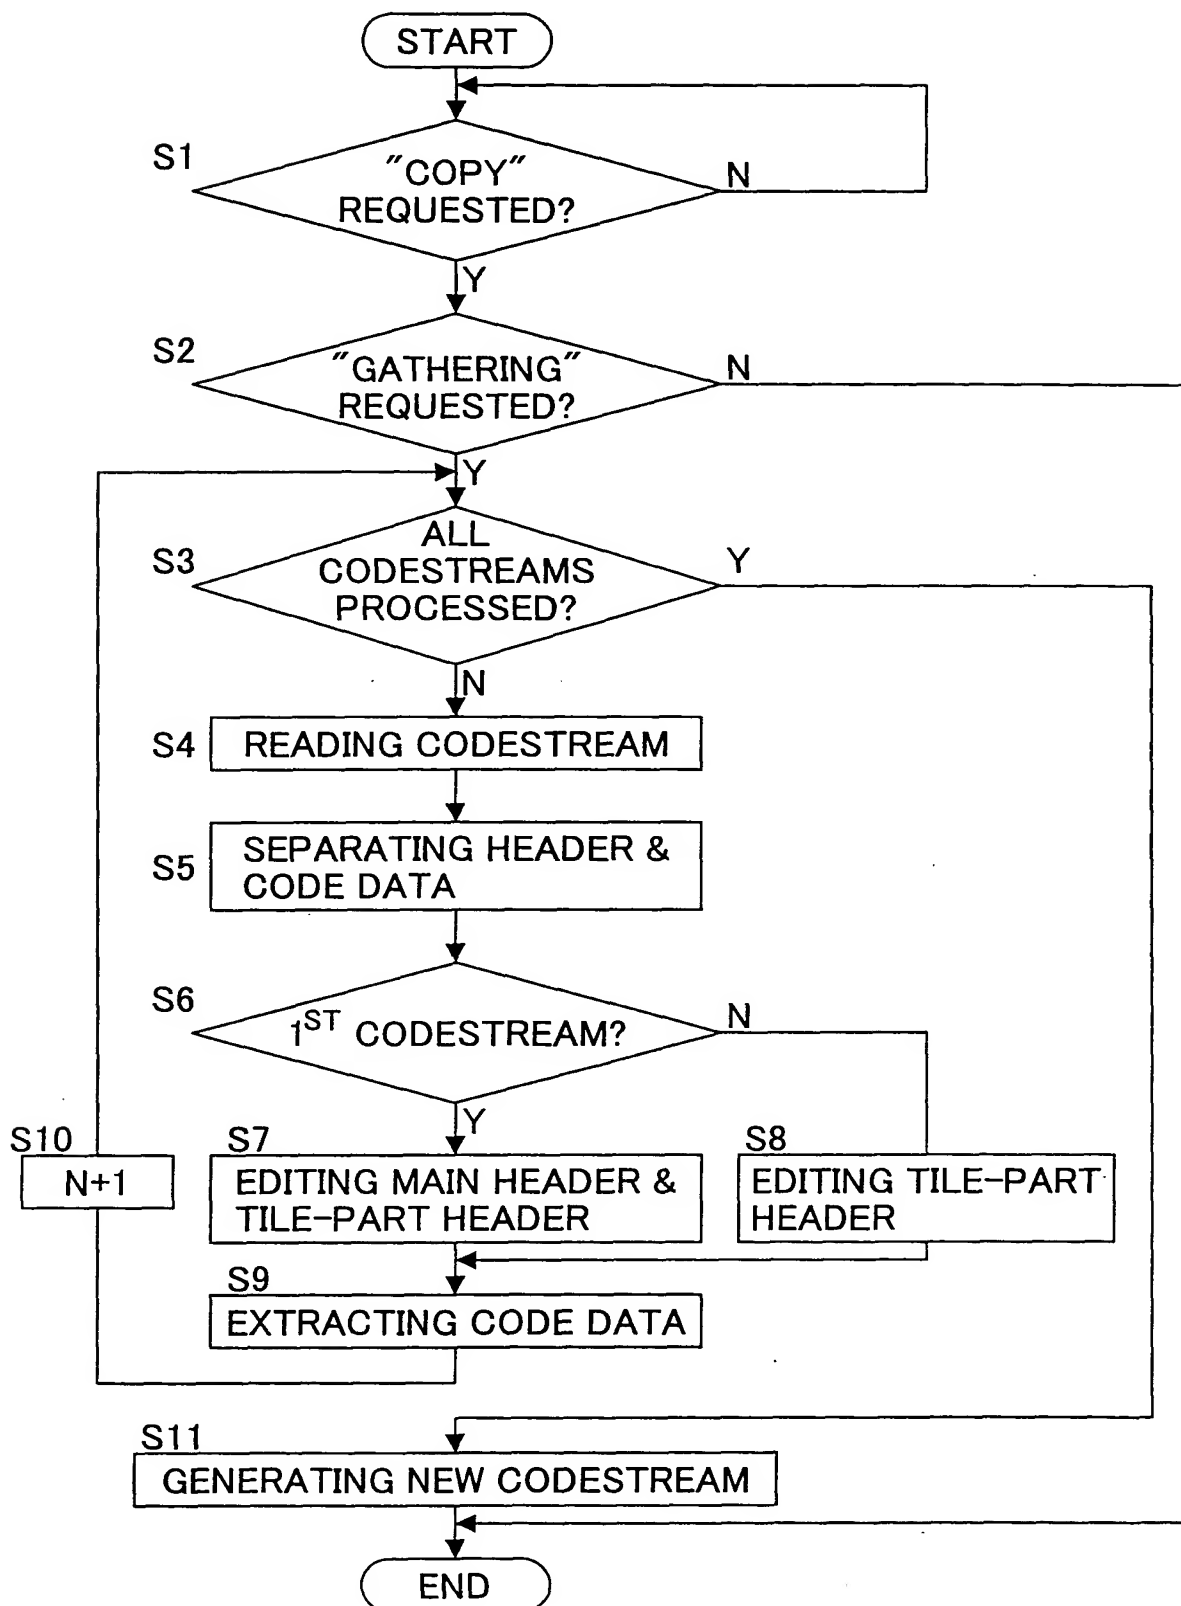 START
S1
"COPY"
REQUESTED?
N
Y
S2
"GATHERING"
REQUESTED?
N
Y
S3
ALL
CODESTREAMS
PROCESSED?
Y
N
S4
READING CODESTREAM
S5
SEPARATING HEADER &
CODE DATA
S6
1ST CODESTREAM?
N
Y
S10
N+1
S7
EDITING MAIN HEADER &
TILE-PART HEADER
S8
EDITING TILE-PART
HEADER
S9
EXTRACTING CODE DATA
S11
GENERATING NEW CODESTREAM
END